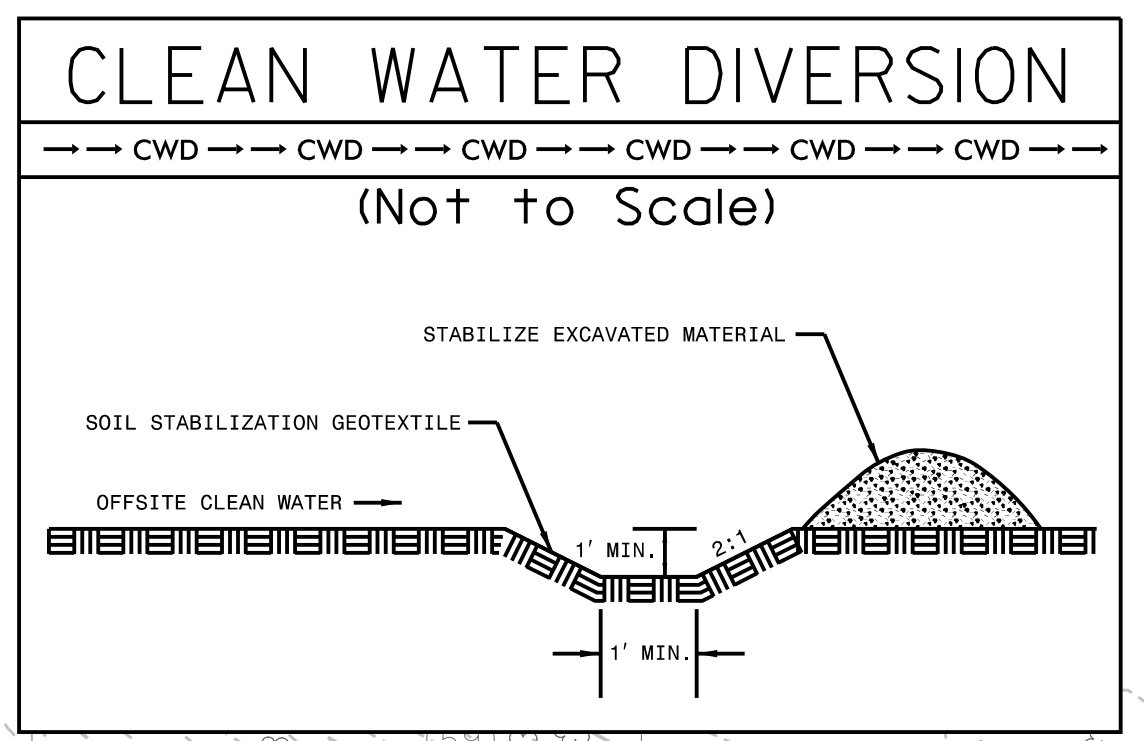 CLEAN WATER DIVERSION
→→ CWD →→ CWD →→ CWD →→ CWD →→ CWD →→ CWD →→
(Not to Scale)
STABILIZE EXCAVATED MATERIAL
SOIL STABILIZATION GEOTEXTILE
OFFSITE CLEAN WATER
1' MIN.
2:1
1' MIN.